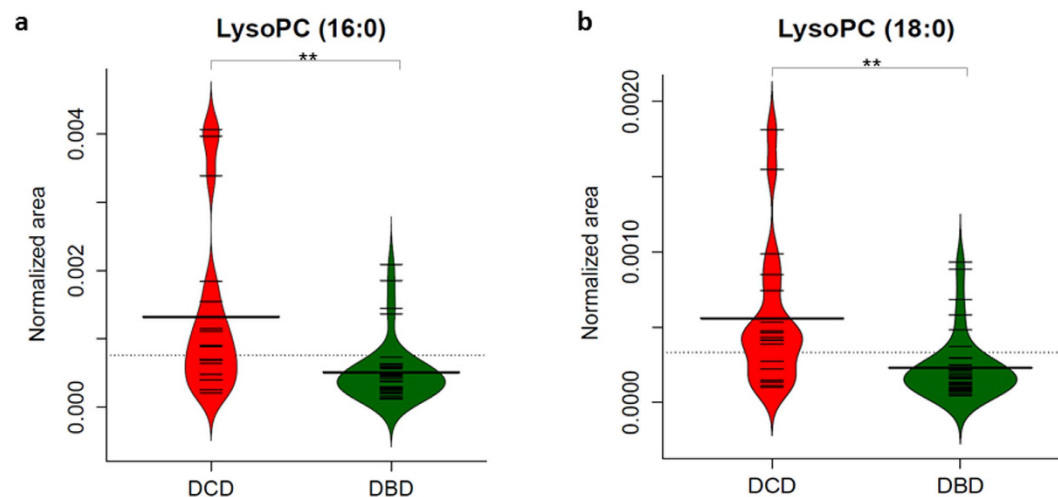 a
LysoPC (16:0)
**
Normalized area
0.004
0.002
0.000
DCD DBD
b
LysoPC (18:0)
**
Normalized area
0.0020
0.0010
0.0000
DCD DBD